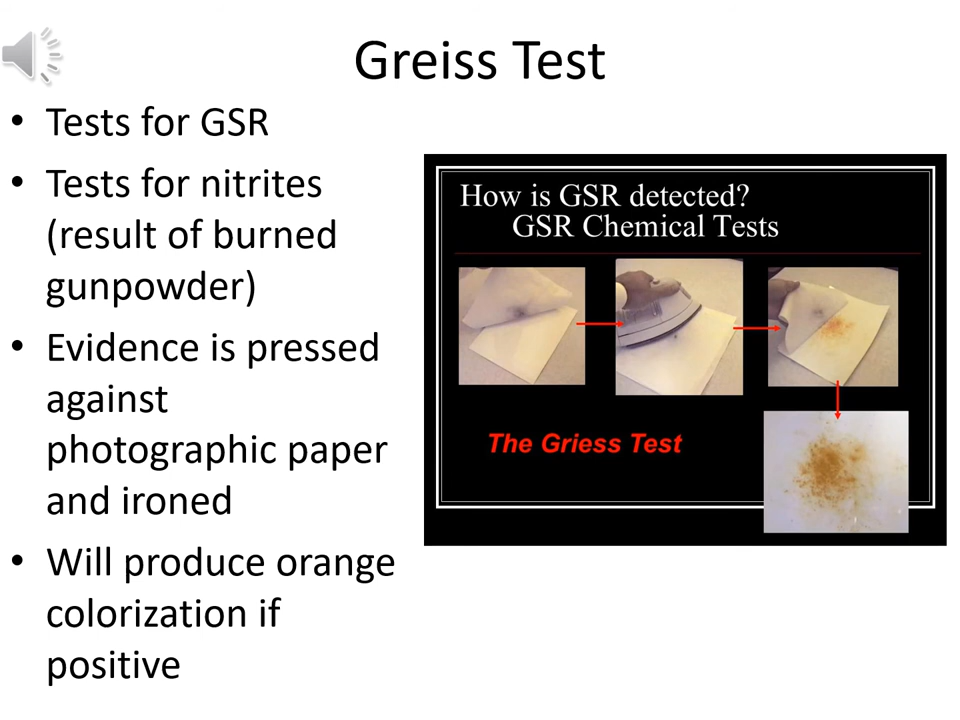 Greiss Test
• Tests for GSR
• Tests for nitrites
(result of burned
gunpowder)
• Evidence is pressed
against
photographic paper
and ironed
• Will produce orange
colorization if
positive
How is GSR detected?
GSR Chemical Tests
The Griess Test